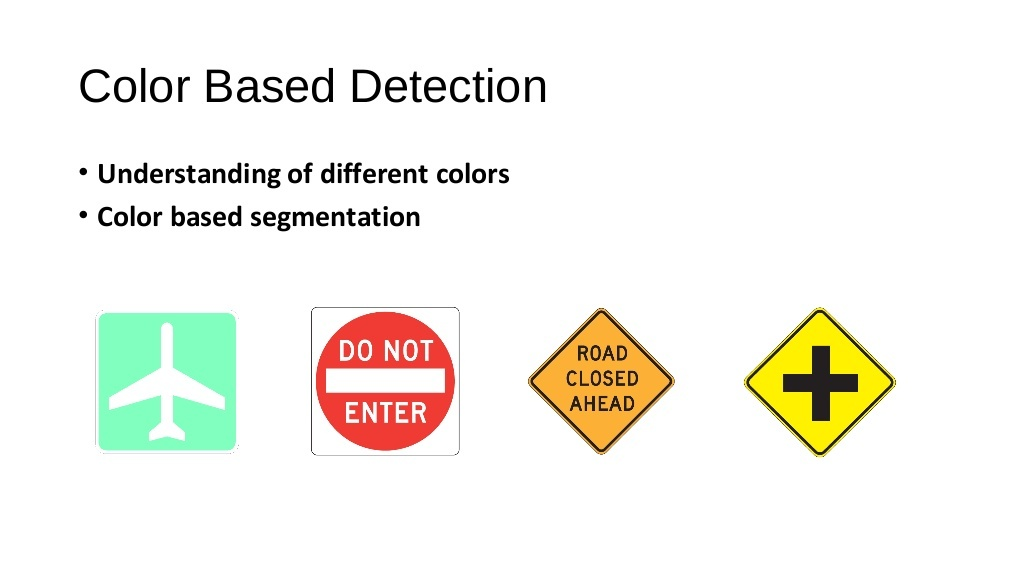 Color Based Detection
• Understanding of different colors
• Color based segmentation
DO NOT
ENTER
ROAD
CLOSED
AHEAD